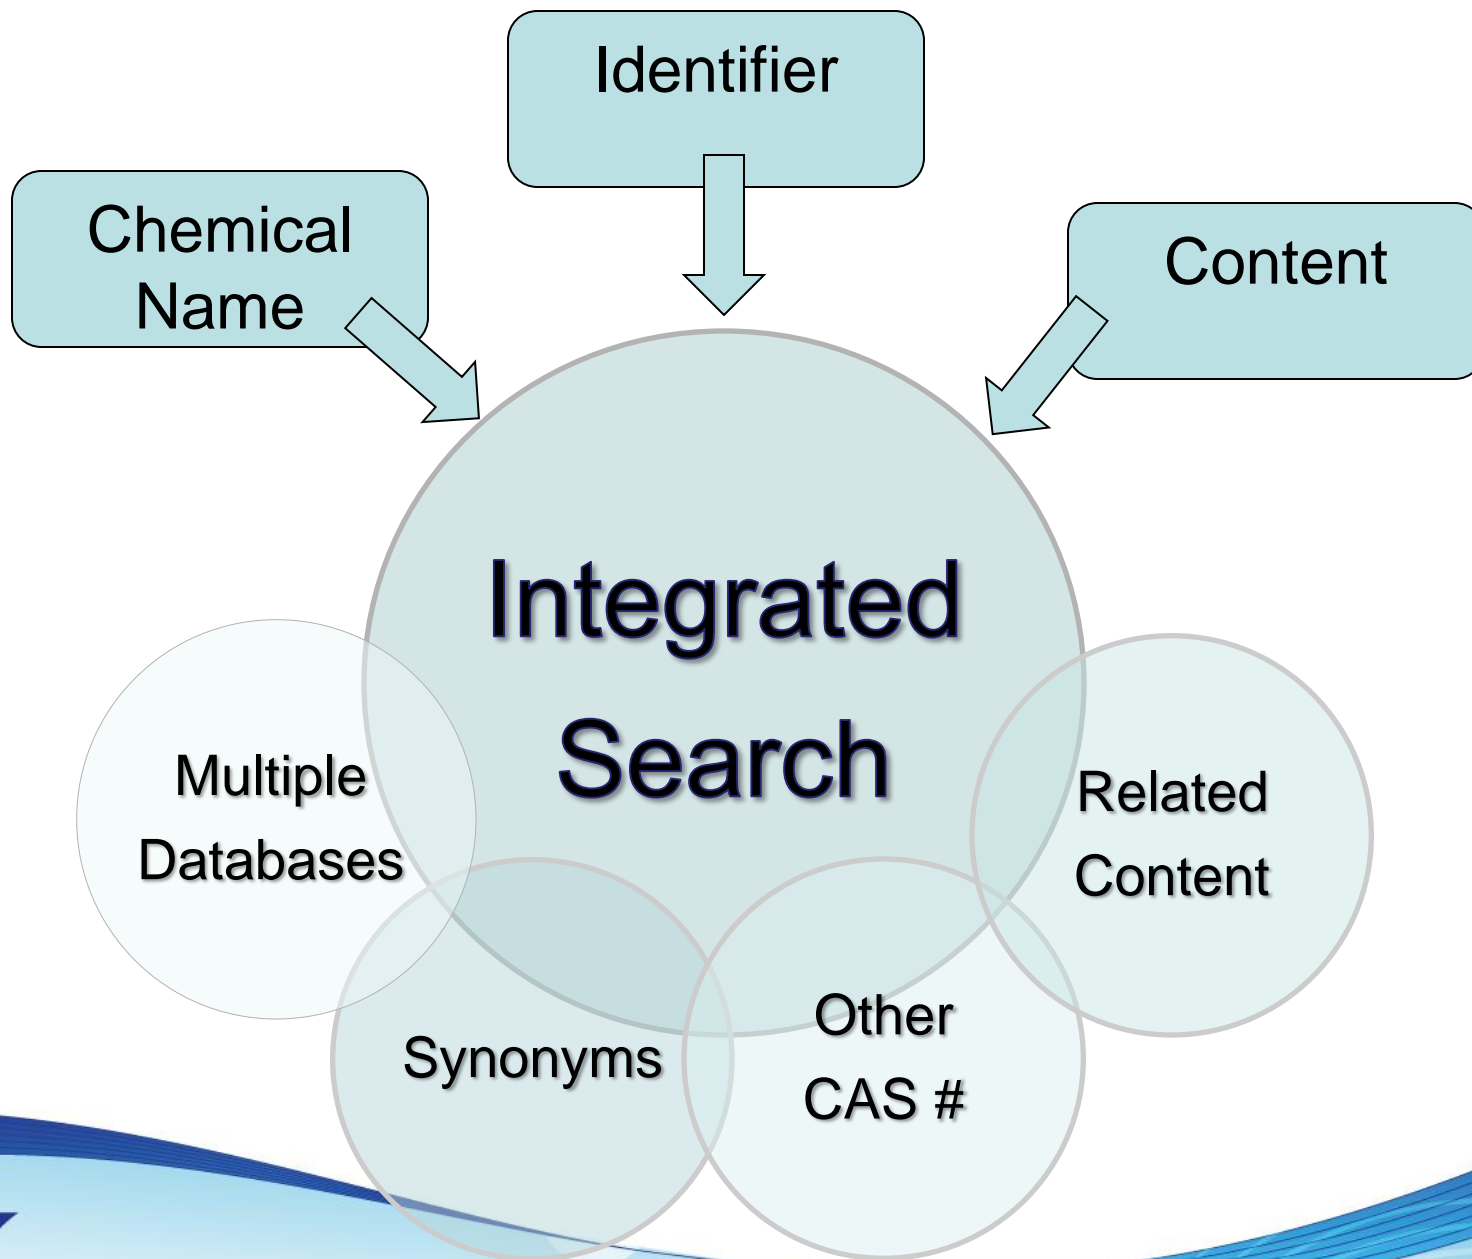 Identifier
Chemical
Name
Content
Integrated
Search
Multiple
Databases
Related
Content
Synonyms
Other
CAS #